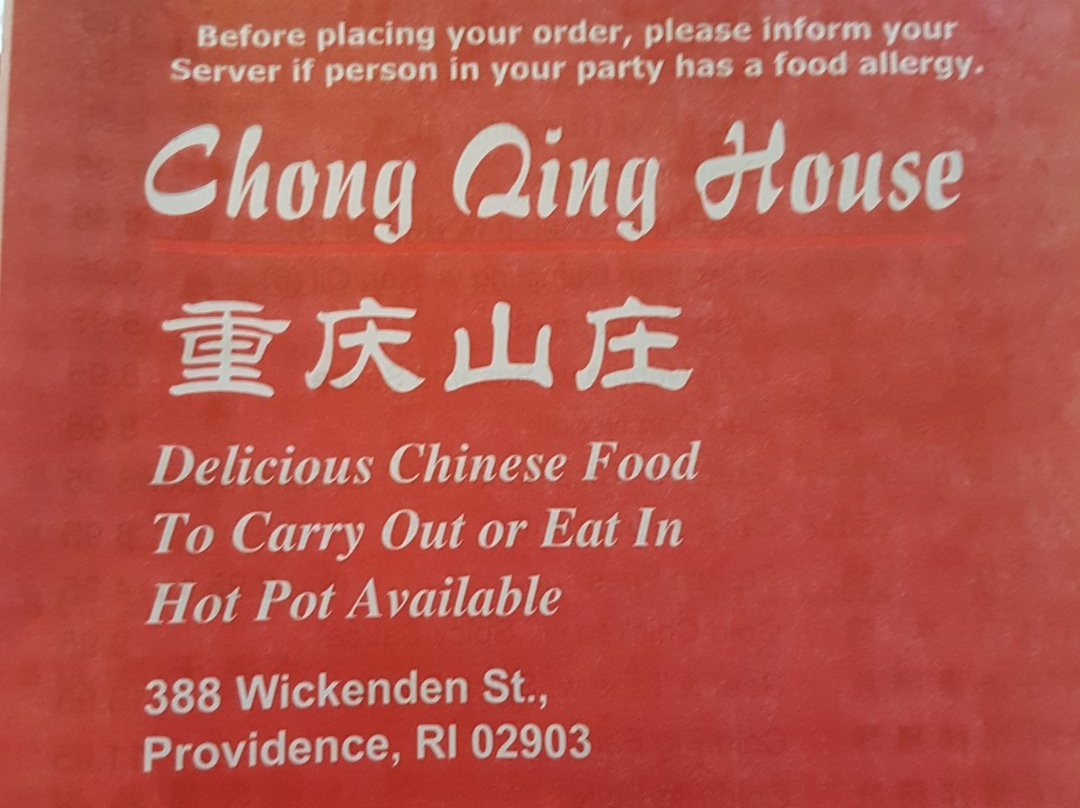 Before placing your order, please inform your
Server if person in your party has a food allergy.
Chong Qing House
重庆山庄
Delicious Chinese Food
To Carry Out or Eat In
Hot Pot Available
388 Wickenden St.,
Providence, RI 02903